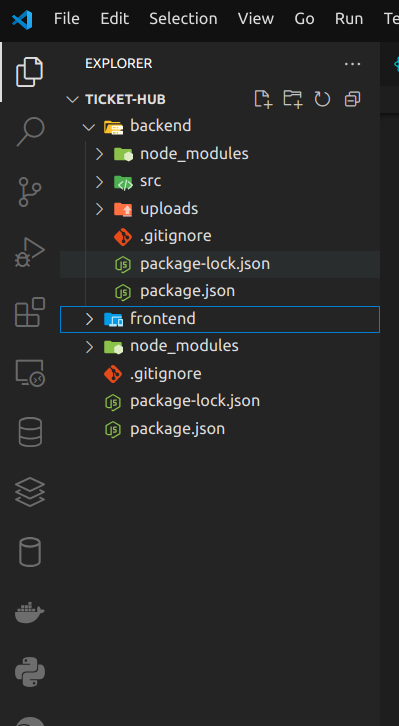 File Edit Selection View Go Run Te
EXPLORER
TICKET-HUB
backend
node_modules
src
uploads
.gitignore
package-lock.json
package.json
frontend
node_modules
.gitignore
package-lock.json
package.json